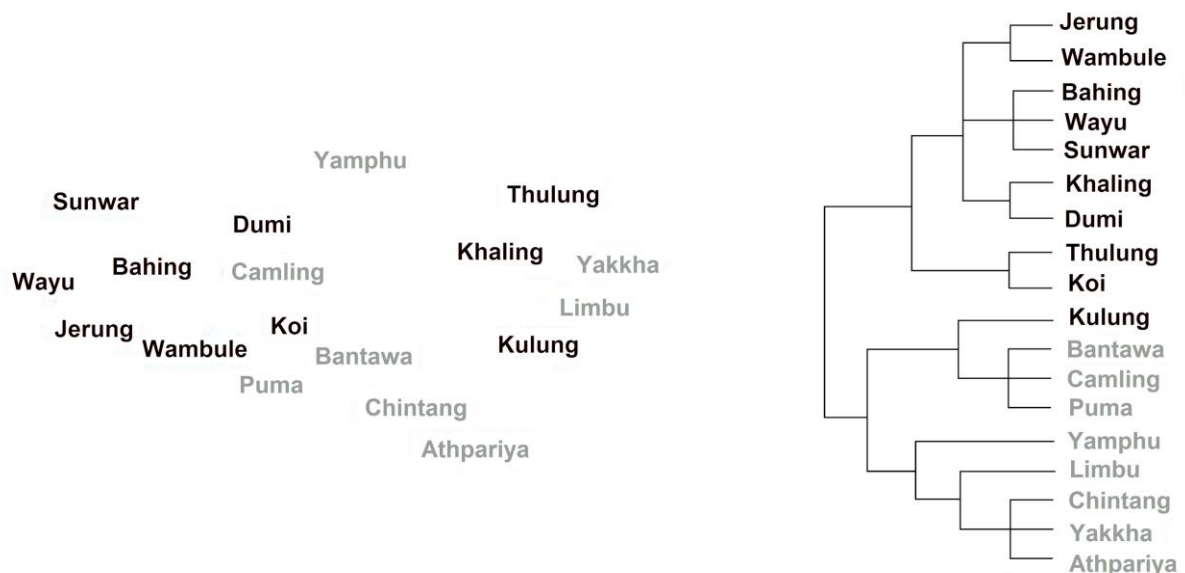 Yamphu
Sunwar
Thulung
Dumi
Khaling
Bahing
Camling
Yakkha
Wayu
Limbu
Jerung
Koi
Wambule
Kulung
Bantawa
Puma
Chintang
Athpariya
Jerung
Wambule
Bahing
Wayu
Sunwar
Khaling
Dumi
Thulung
Koi
Kulung
Bantawa
Camling
Puma
Yamphu
Limbu
Chintang
Yakkha
Athpariya